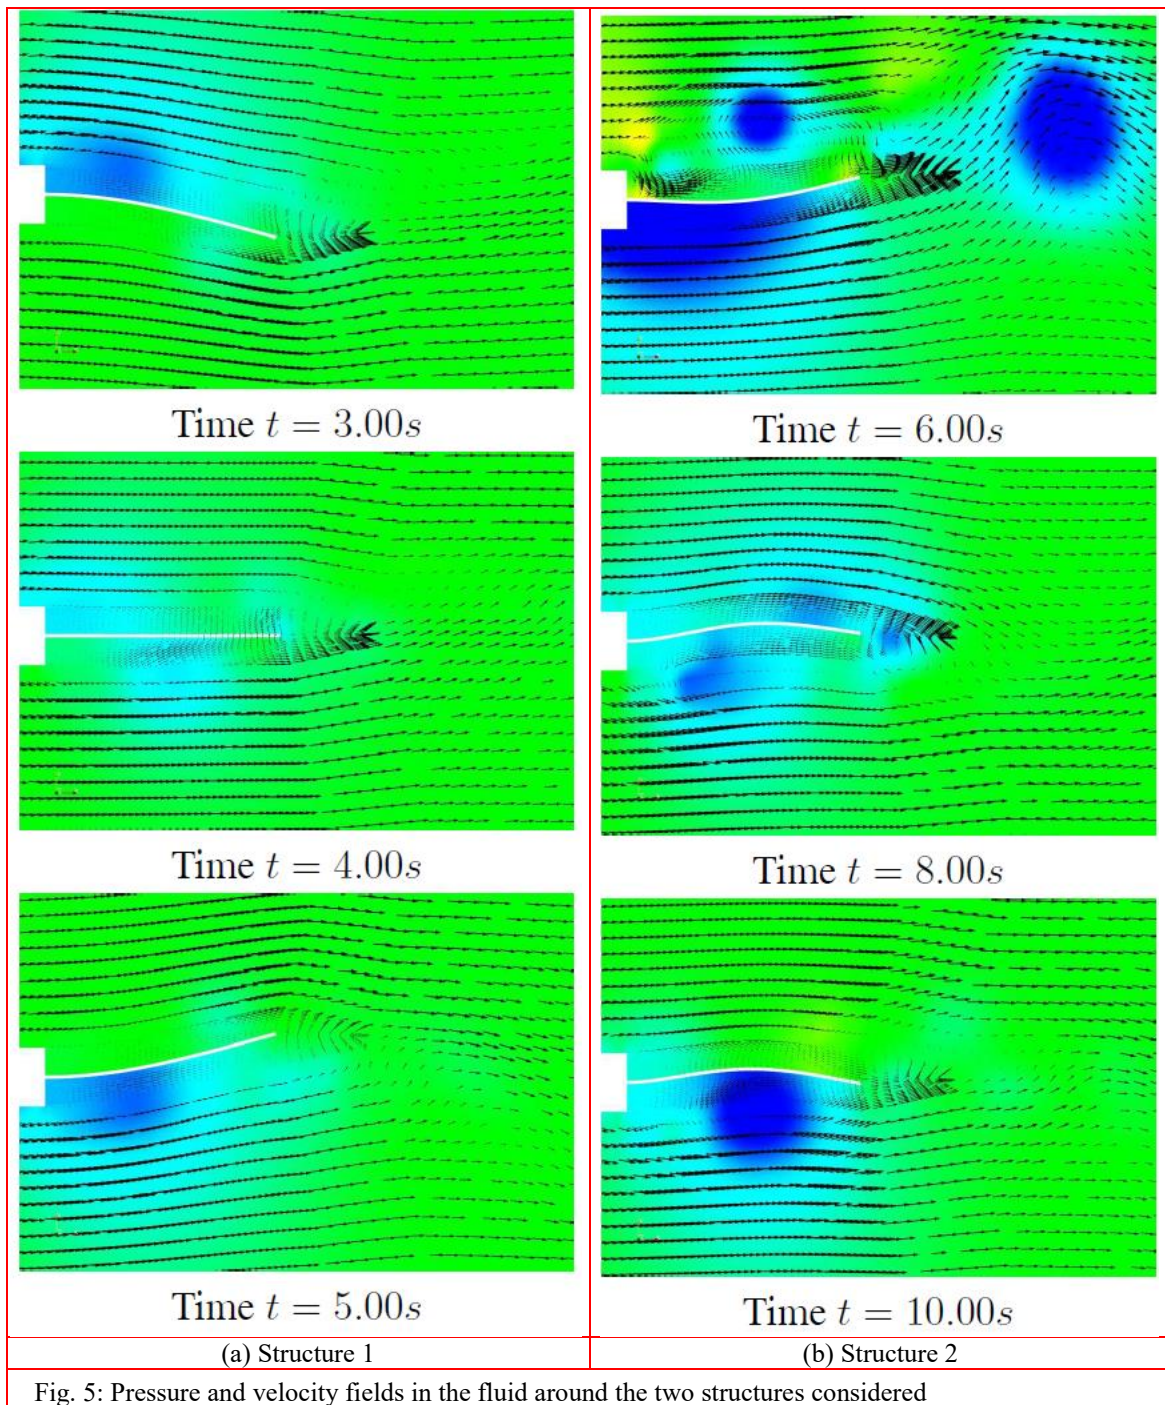 Time t = 3.00s
Time t = 4.00s
Time t = 5.00s
(a) Structure 1
Time t = 6.00s
Time t = 8.00s
Time t = 10.00s
(b) Structure 2
Fig. 5: Pressure and velocity fields in the fluid around the two structures considered